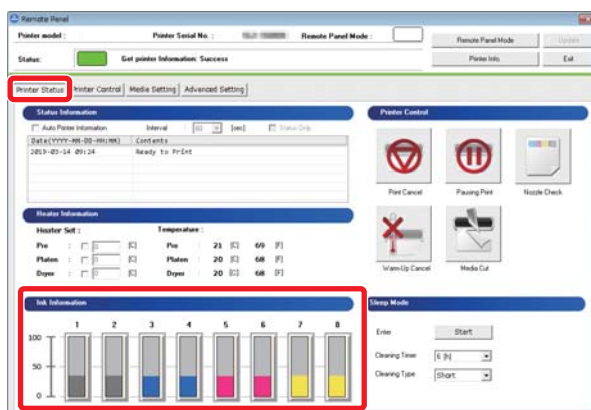 Remote Panel
Printer model : Printer Serial No. : Remote Panel Mode :
Remote Panel Mode Update
Status: Get printer Information: Success
Printer Info. Exit
Printer Status Printer Control Media Setting Advanced Setting
Status Information
Auto Printer Information Interval : 60 [sec] Status Only
Date(YYYY-MM-DD-HH:MM) Contents
2019-03-14 09:24 Ready to Print
Heater Information
Heater Set : Temperature :
Pre : [C] Pre : 21 [C] 69 [F]
Platen : [C] Platen : 20 [C] 68 [F]
Dryer : [C] Dryer : 20 [C] 68 [F]
Ink Information
1 2 3 4 5 6 7 8
100
50
0
Printer Control
Print Cancel Pausing Print Nozzle Check
Warm-Up Cancel Media Cut
Sleep Mode
Enter Start
Cleaning Timer 6 [h]
Cleaning Type Short